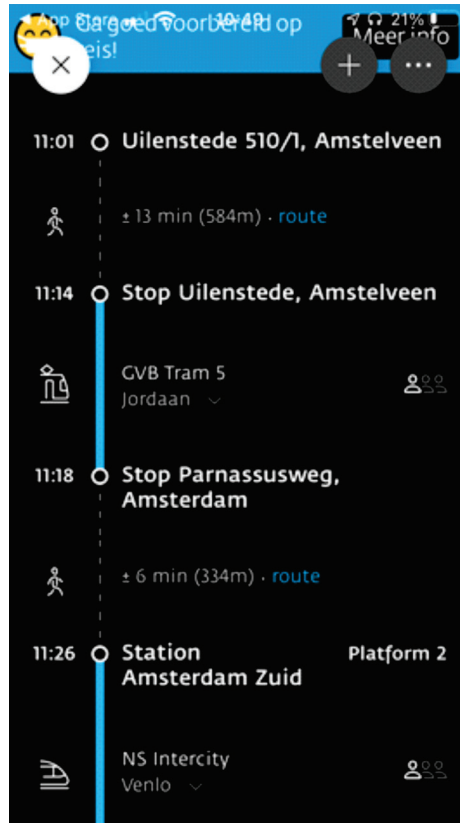 App Store 10:49 21%
Ga goed voorbereid op
eis!
Meer info
11:01 Uilenstede 510/1, Amstelveen
± 13 min (584m) · route
11:14 Stop Uilenstede, Amstelveen
GVB Tram 5
Jordaan
11:18 Stop Parnassusweg,
Amsterdam
± 6 min (334m) · route
11:26 Station Platform 2
Amsterdam Zuid
NS Intercity
Venlo